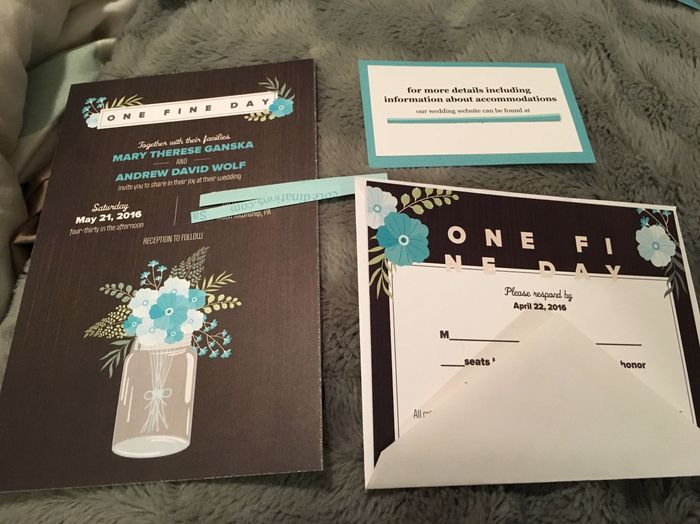 ONE FINE DAY
Together with their families
MARY THERESE GANSKA
AND
ANDREW DAVID WOLF
Invite you to share in their joy at their wedding
Saturday
May 21, 2016
four-thirty in the afternoon
township, PA
RECEPTION TO FOLLOW
for more details including
information about accommodations
our wedding website can be found at
ONE FI
NE DAY
Please respond by
April 22, 2016
M
seats
honor
All